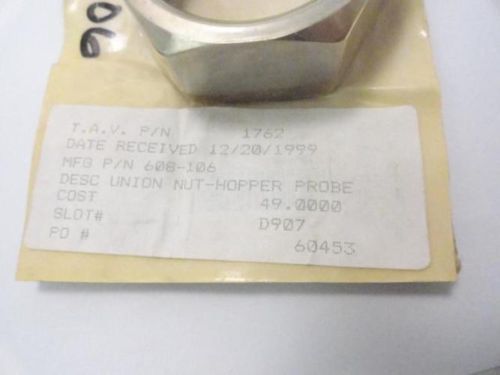 T.A.V. P/N 1762
DATE RECEIVED 12/20/1999
MFG P/N 608-106
DESC UNION NUT-HOPPER PROBE
COST 49.0000
SLOT# D907
PO # 60453